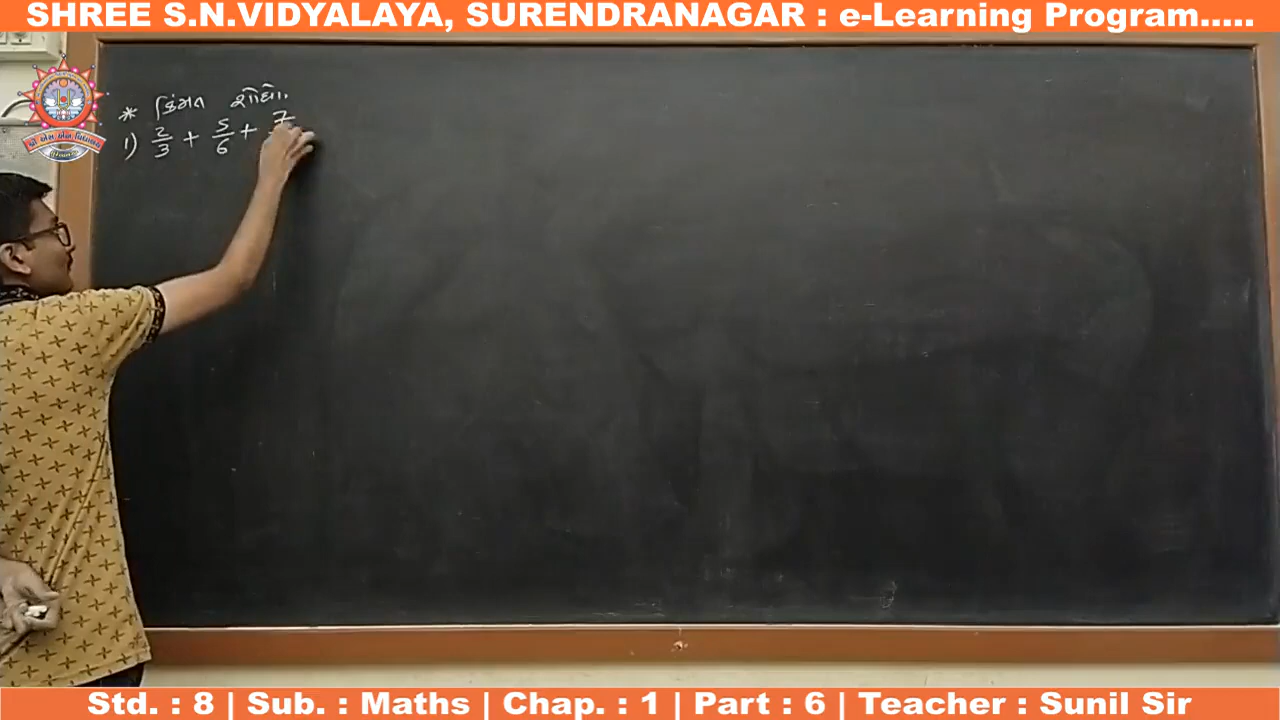 SHREE S.N.VIDYALAYA, SURENDRANAGAR : e-Learning Program.....
* કિંમત શોધો.
1) 2/3 + 5/6 + 7
Std. : 8 | Sub. : Maths | Chap. : 1 | Part : 6 | Teacher : Sunil Sir